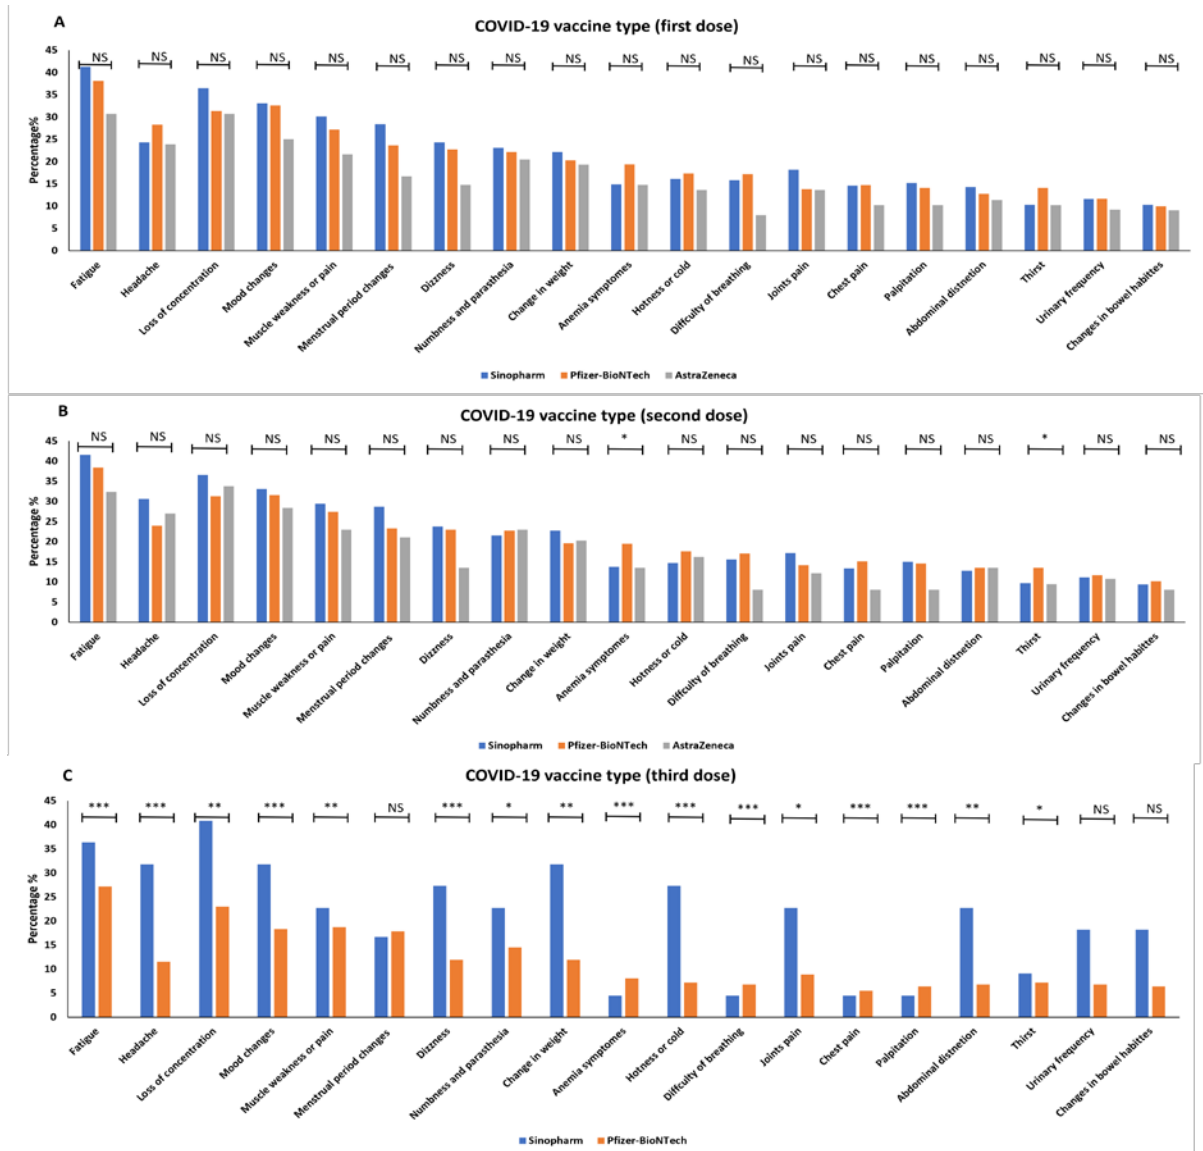 A
COVID-19 vaccine type (first dose)
NS NS NS NS NS NS NS NS NS NS NS NS NS NS NS NS NS NS NS
Percentage%
45
40
35
30
25
20
15
10
5
0
Fatigue
Headache
Loss of concentration
Mood changes
Muscle weakness or pain
Menstrual period changes
Dizzness
Numbness and parasthesia
Change in weight
Anemia symptomes
Hotness or cold
Diffculty of breathing
Joints pain
Chest pain
Palpitation
Abdominal distnetion
Thirst
Urinary frequency
Changes in bowel habittes
Sinopharm Pfizer-BioNTech AstraZeneca
B
COVID-19 vaccine type (second dose)
NS NS NS NS NS NS NS NS NS * NS NS NS NS NS NS * NS NS
Percentage %
45
40
35
30
25
20
15
10
5
0
Fatigue
Headache
Loss of concentration
Mood changes
Muscle weakness or pain
Menstrual period changes
Dizzness
Numbness and parasthesia
Change in weight
Anemia symptomes
Hotness or cold
Diffculty of breathing
Joints pain
Chest pain
Palpitation
Abdominal distnetion
Thirst
Urinary frequency
Changes in bowel habittes
Sinopharm Pfizer-BioNTech AstraZeneca
C
COVID-19 vaccine type (third dose)
*** *** ** *** ** NS *** * ** *** *** *** * *** *** ** * NS NS
Percentage %
45
40
35
30
25
20
15
10
5
0
Fatigue
Headache
Loss of concentration
Mood changes
Muscle weakness or pain
Menstrual period changes
Dizzness
Numbness and parasthesia
Change in weight
Anemia symptomes
Hotness or cold
Diffculty of breathing
Joints pain
Chest pain
Palpitation
Abdominal distnetion
Thirst
Urinary frequency
Changes in bowel habittes
Sinopharm Pfizer-BioNTech